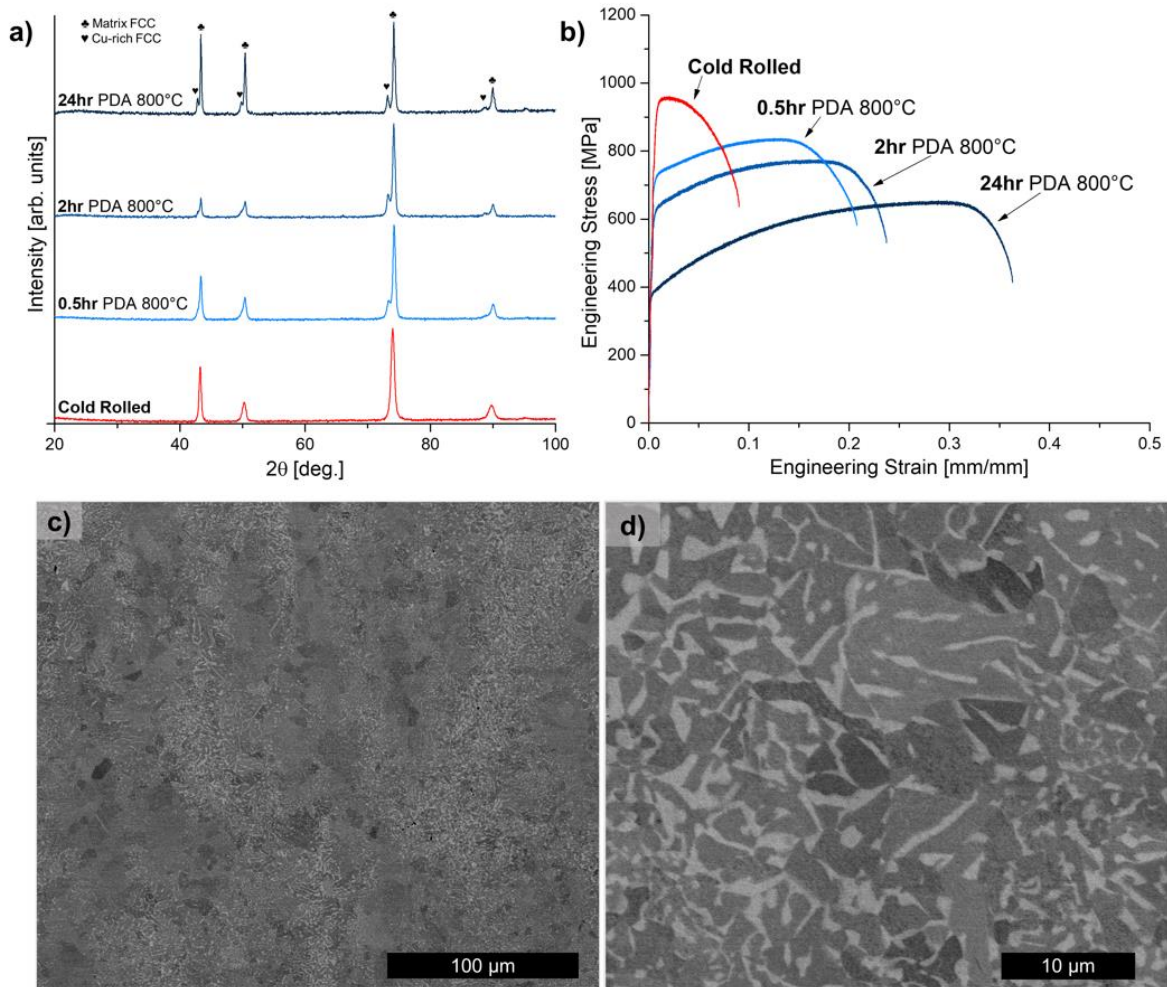 a)
♣ Matrix FCC
♥ Cu-rich FCC
♣
♣
♣
♣
♥
♥
♥
♥
24hr PDA 800°C
2hr PDA 800°C
0.5hr PDA 800°C
Cold Rolled
Intensity [arb. units]
20 40 60 80 100
2θ [deg.]
b)
Cold Rolled
0.5hr PDA 800°C
2hr PDA 800°C
24hr PDA 800°C
Engineering Stress [MPa]
1200
1000
800
600
400
200
0
0.0 0.1 0.2 0.3 0.4 0.5
Engineering Strain [mm/mm]
c)
100 µm
d)
10 µm